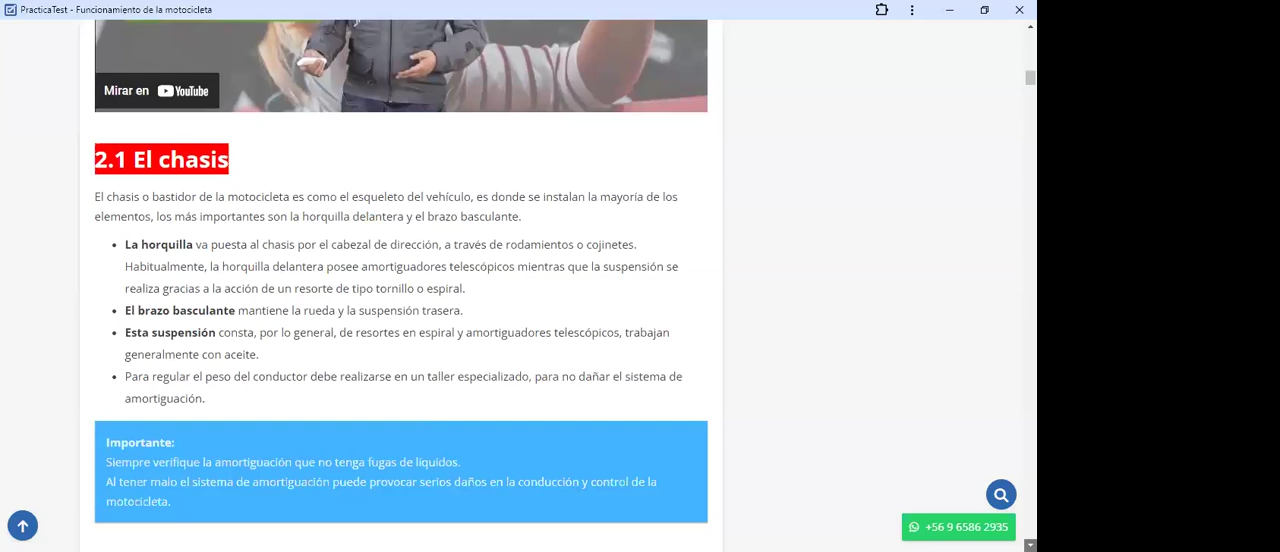 PracticaTest - Funcionamiento de la motocicleta
Mirar en YouTube
2.1 El chasis
El chasis o bastidor de la motocicleta es como el esqueleto del vehículo, es donde se instalan la mayoría de los
elementos, los más importantes son la horquilla delantera y el brazo basculante.
• La horquilla va puesta al chasis por el cabezal de dirección, a través de rodamientos o cojinetes.
Habitualmente, la horquilla delantera posee amortiguadores telescópicos mientras que la suspensión se
realiza gracias a la acción de un resorte de tipo tornillo o espiral.
• El brazo basculante mantiene la rueda y la suspensión trasera.
• Esta suspensión consta, por lo general, de resortes en espiral y amortiguadores telescópicos, trabajan
generalmente con aceite.
• Para regular el peso del conductor debe realizarse en un taller especializado, para no dañar el sistema de
amortiguación.
Importante:
Siempre verifique la amortiguación que no tenga fugas de líquidos.
Al tener malo el sistema de amortiguación puede provocar serios daños en la conducción y control de la
motocicleta.
+56 9 6586 2935